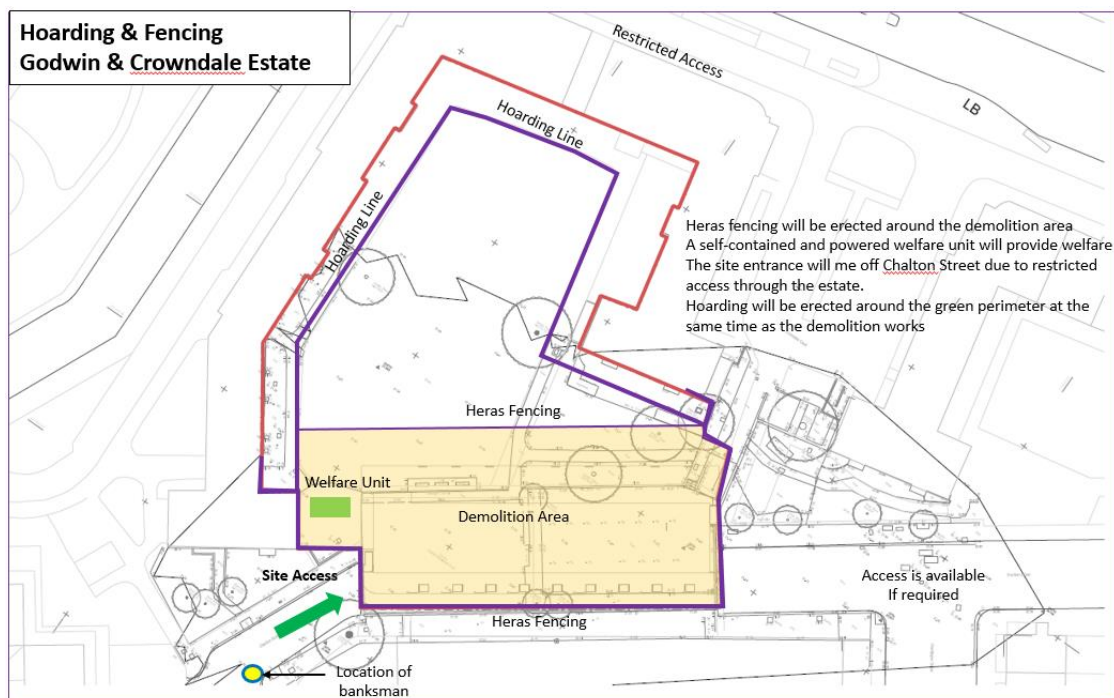 Hoarding & Fencing
Godwin & Crowndale Estate
Restricted Access
LB
Hoarding Line
Hoarding Line
Heras fencing will be erected around the demolition area
A self-contained and powered welfare unit will provide welfare
The site entrance will me off Chalton Street due to restricted
access through the estate.
Hoarding will be erected around the green perimeter at the
same time as the demolition works
Heras Fencing
Welfare Unit
Demolition Area
Site Access
Access is available
If required
Heras Fencing
Location of
banksman